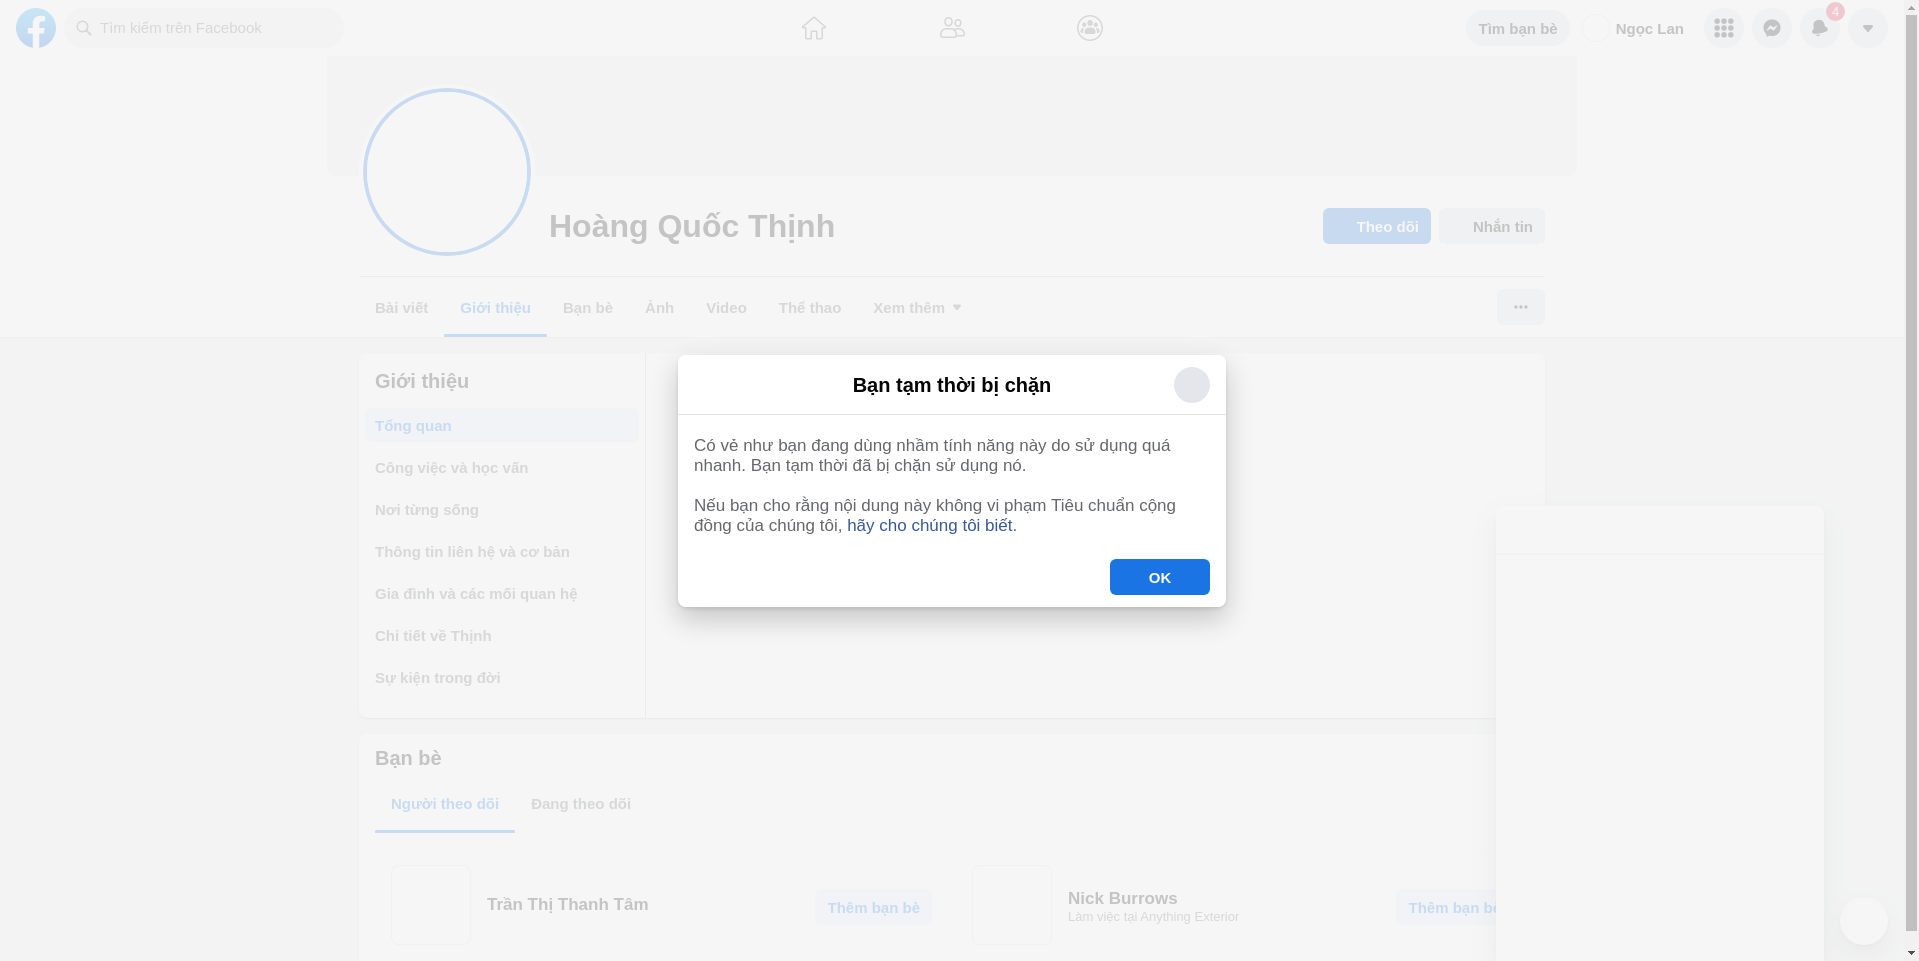 Tìm kiếm trên Facebook
Tìm bạn bè
Ngọc Lan
4
Hoàng Quốc Thịnh
Theo dõi
Nhắn tin
Bài viết
Giới thiệu
Bạn bè
Ảnh
Video
Thể thao
Xem thêm
Giới thiệu
Tổng quan
Công việc và học vấn
Nơi từng sống
Thông tin liên hệ và cơ bản
Gia đình và các mối quan hệ
Chi tiết về Thịnh
Sự kiện trong đời
Bạn tạm thời bị chặn
Có vẻ như bạn đang dùng nhầm tính năng này do sử dụng quá
nhanh. Bạn tạm thời đã bị chặn sử dụng nó.
Nếu bạn cho rằng nội dung này không vi phạm Tiêu chuẩn cộng
đồng của chúng tôi, hãy cho chúng tôi biết.
OK
Bạn bè
Người theo dõi
Đang theo dõi
Trần Thị Thanh Tâm
Thêm bạn bè
Nick Burrows
Làm việc tại Anything Exterior
Thêm bạn bè